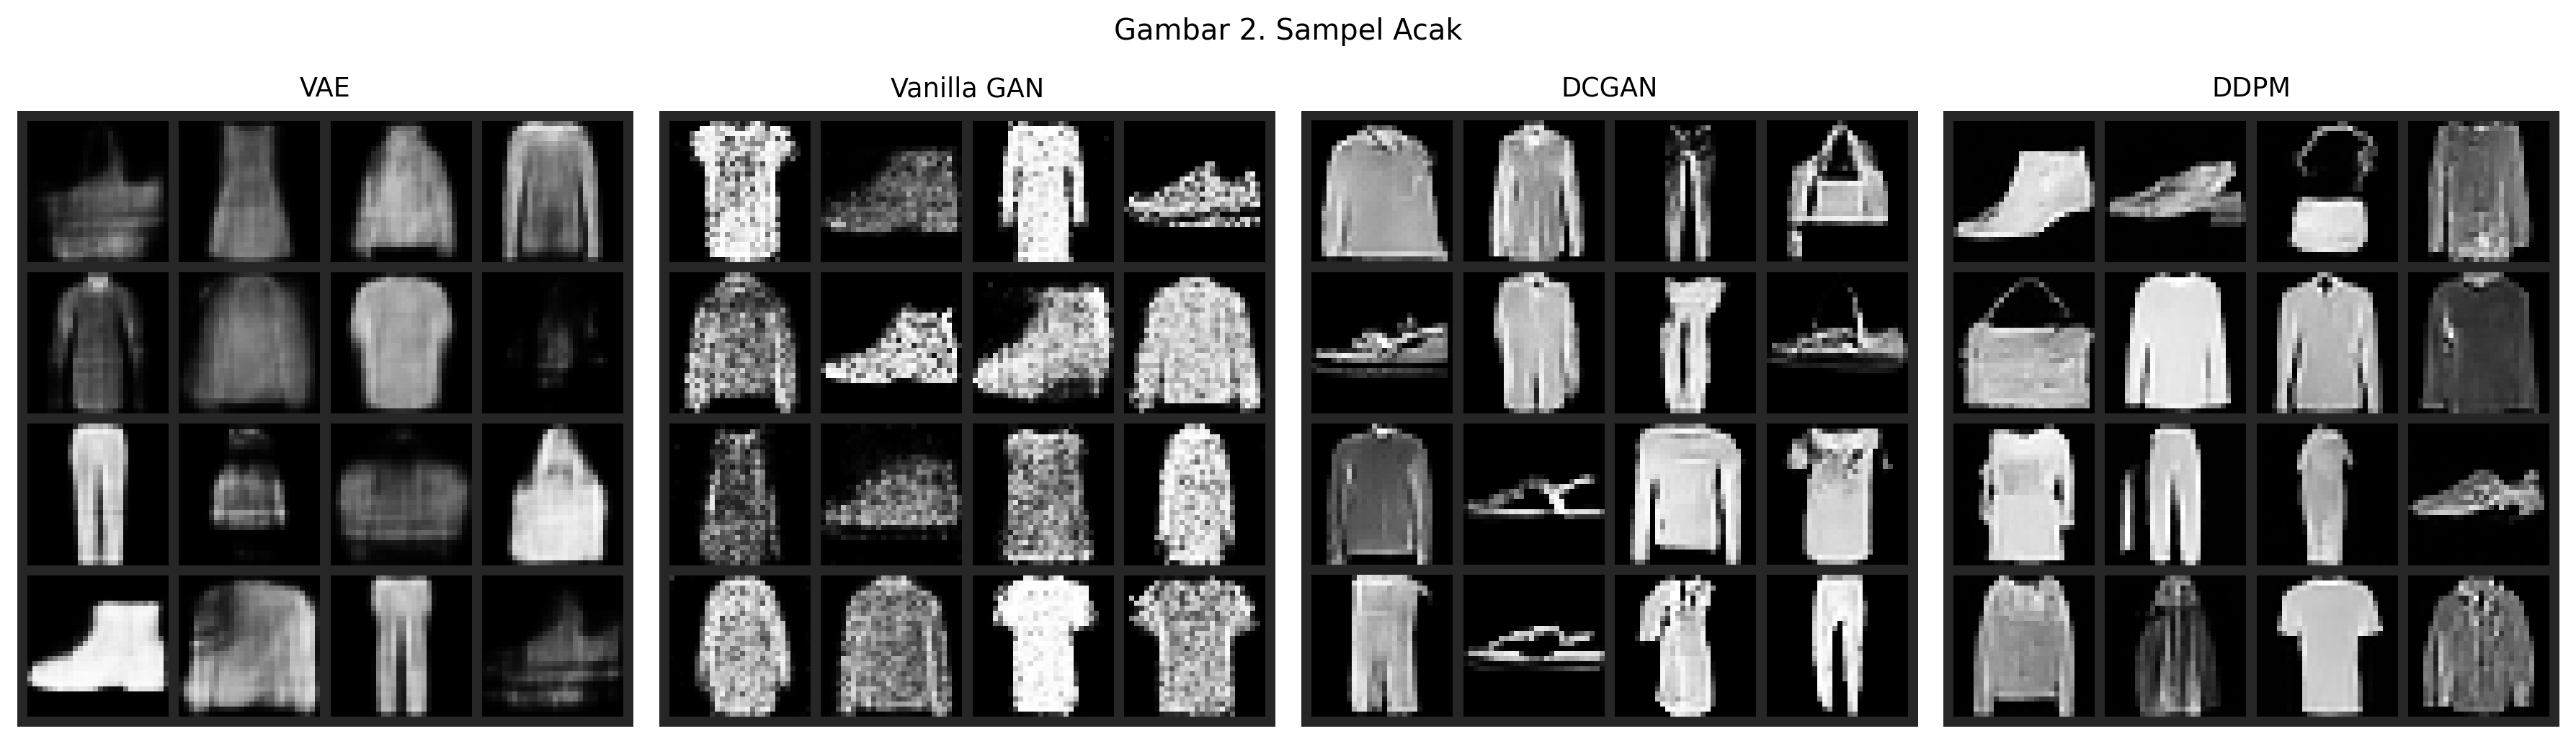 Gambar 2. Sampel Acak
VAE
Vanilla GAN
DCGAN
DDPM